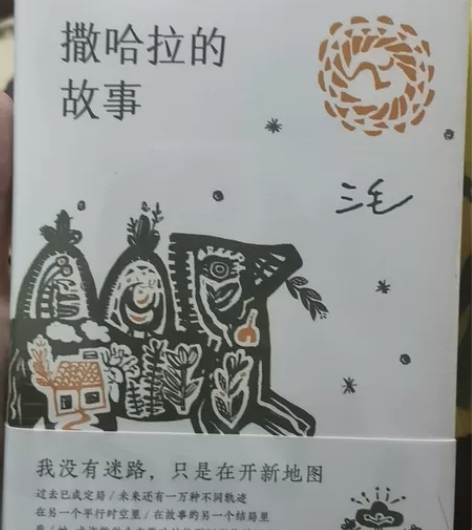 撒哈拉的
故事
三毛
我没有迷路，只是在开新地图
过去已成定局/未来还有一万种不同轨迹
在另一个平行时空里/在故事的另一个结局里